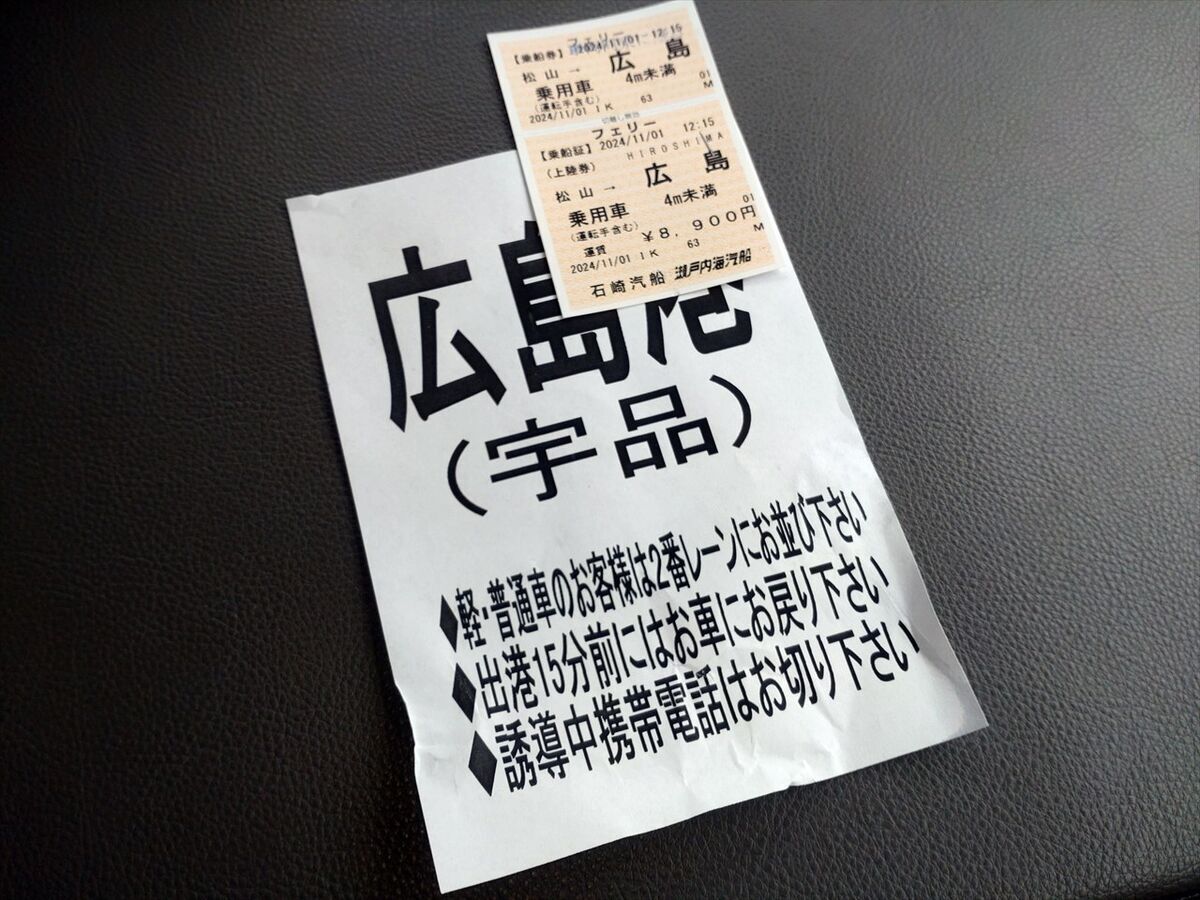 フェリー
【乗船券】 2024/11/01 12:15
松山→ 広島
乗用車 4m未満
(運転手含む) 01
2024/11/01 IK 63 M
フェリー
【乗船証】 2024/11/01 12:15
(上陸券) HIROSHIMA
松山→ 広島
乗用車 4m未満
(運転手含む) 01
運賃 ¥8,900円
2024/11/01 IK 63 M
石崎汽船 瀬戸内海汽船
広島港
(宇品)
◆軽・普通車のお客様は2番レーンにお並び下さい
◆出港15分前にはお車にお戻り下さい
◆誘導中携帯電話はお切り下さい